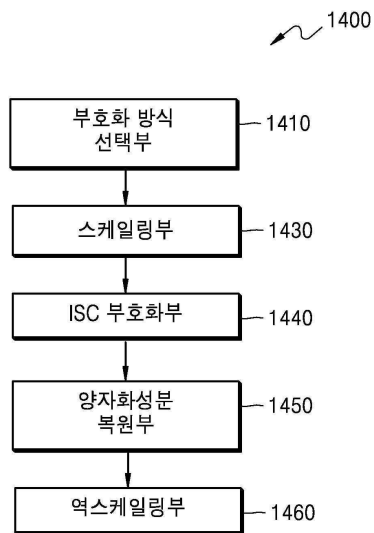 1400
부호화 방식
선택부
1410
스케일링부
1430
ISC 부호화부
1440
양자화성분
복원부
1450
역스케일링부
1460